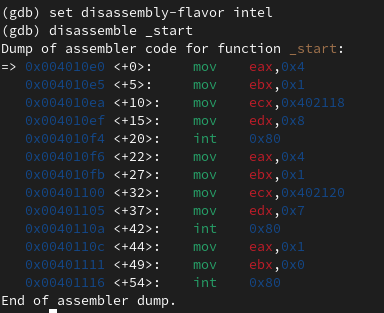 (gdb) set disassembly-flavor intel
(gdb) disassemble _start
Dump of assembler code for function _start:
=> 0x004010e0 <+0>: mov eax,0x4
0x004010e5 <+5>: mov ebx,0x1
0x004010ea <+10>: mov ecx,0x402118
0x004010ef <+15>: mov edx,0x8
0x004010f4 <+20>: int 0x80
0x004010f6 <+22>: mov eax,0x4
0x004010fb <+27>: mov ebx,0x1
0x00401100 <+32>: mov ecx,0x402120
0x00401105 <+37>: mov edx,0x7
0x0040110a <+42>: int 0x80
0x0040110c <+44>: mov eax,0x1
0x00401111 <+49>: mov ebx,0x0
0x00401116 <+54>: int 0x80
End of assembler dump.